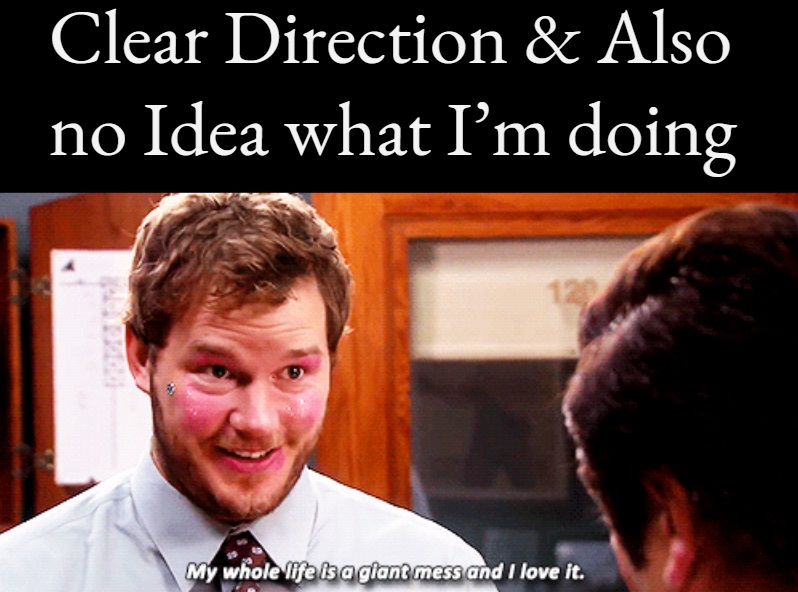 Clear Direction & Also
no Idea what I’m doing
120
My whole life is a giant mess and I love it.